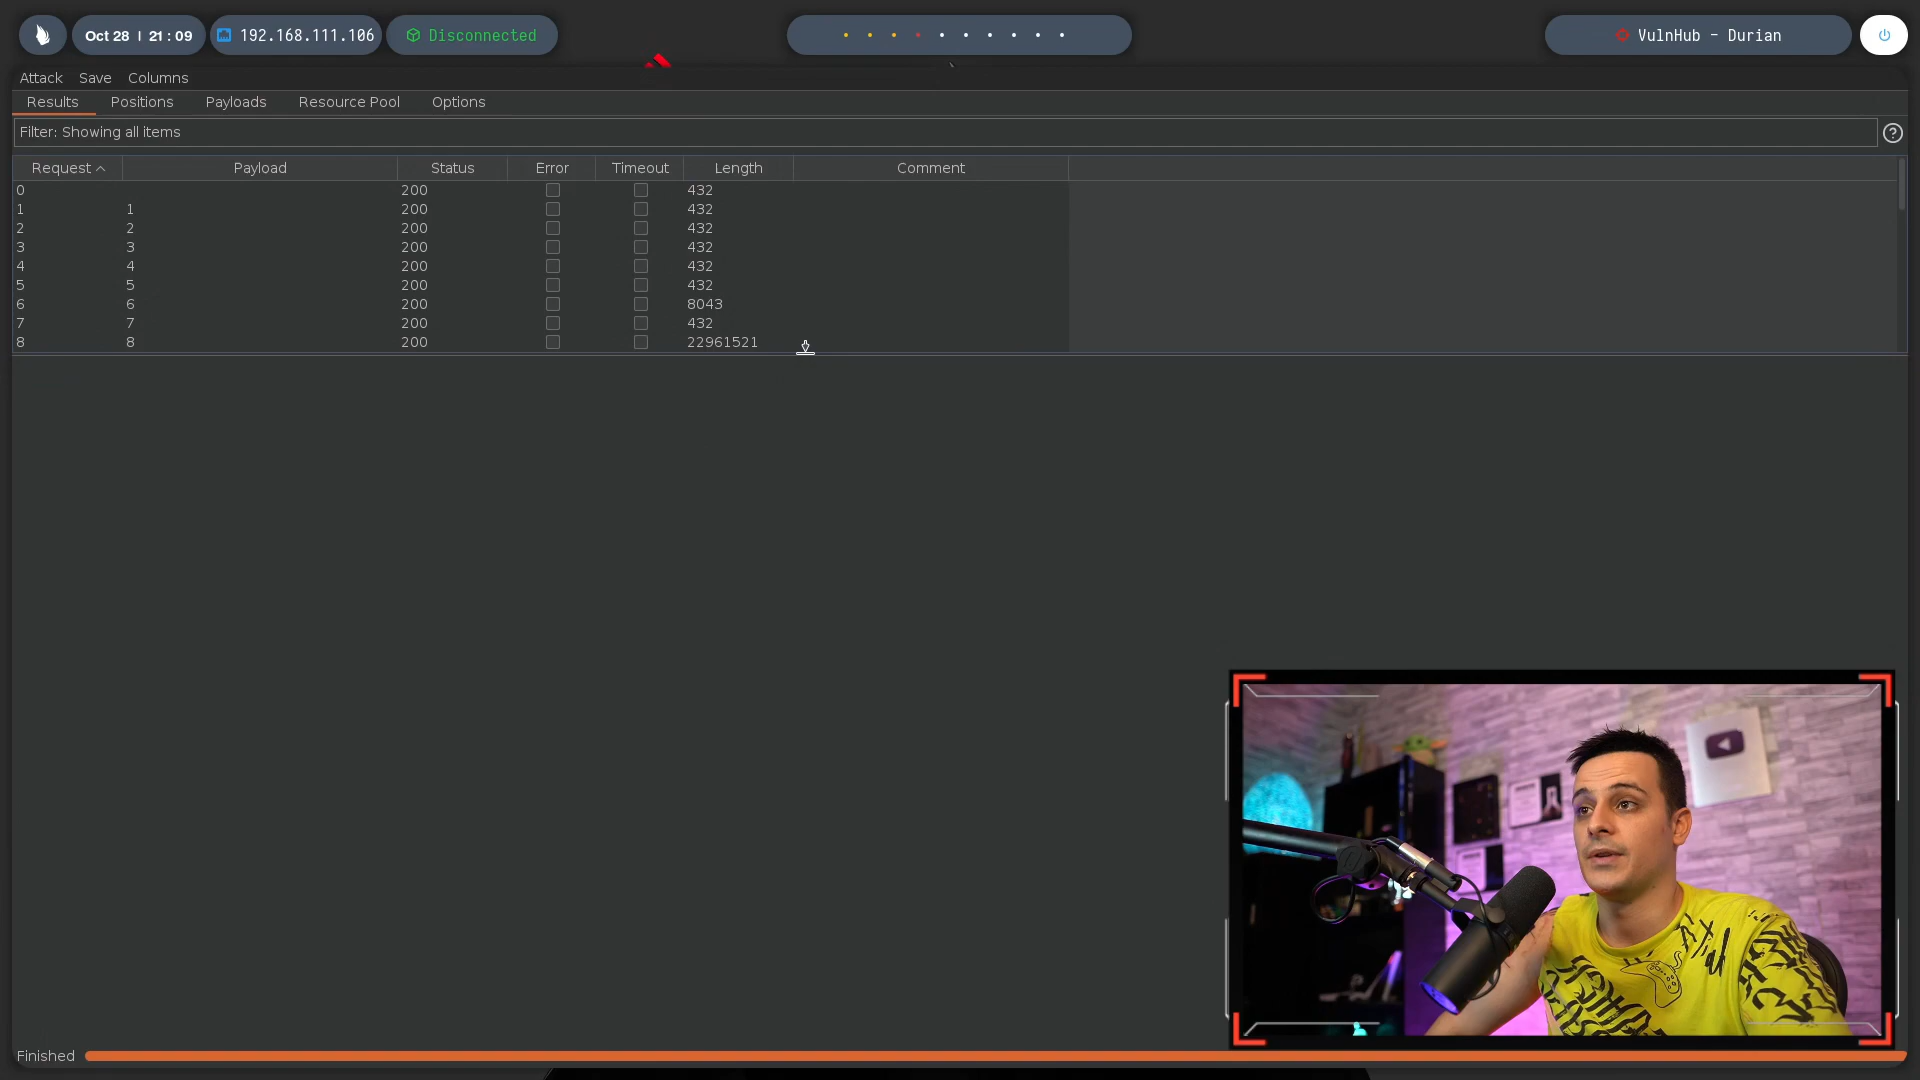 Oct 28 | 21:09 192.168.111.106 Disconnected VulnHub - Durian
Attack Save Columns
Results Positions Payloads Resource Pool Options
Filter: Showing all items
Request Payload Status Error Timeout Length Comment
0 200 432
1 1 200 432
2 2 200 432
3 3 200 432
4 4 200 432
5 5 200 432
6 6 200 8043
7 7 200 432
8 8 200 22961521
Finished